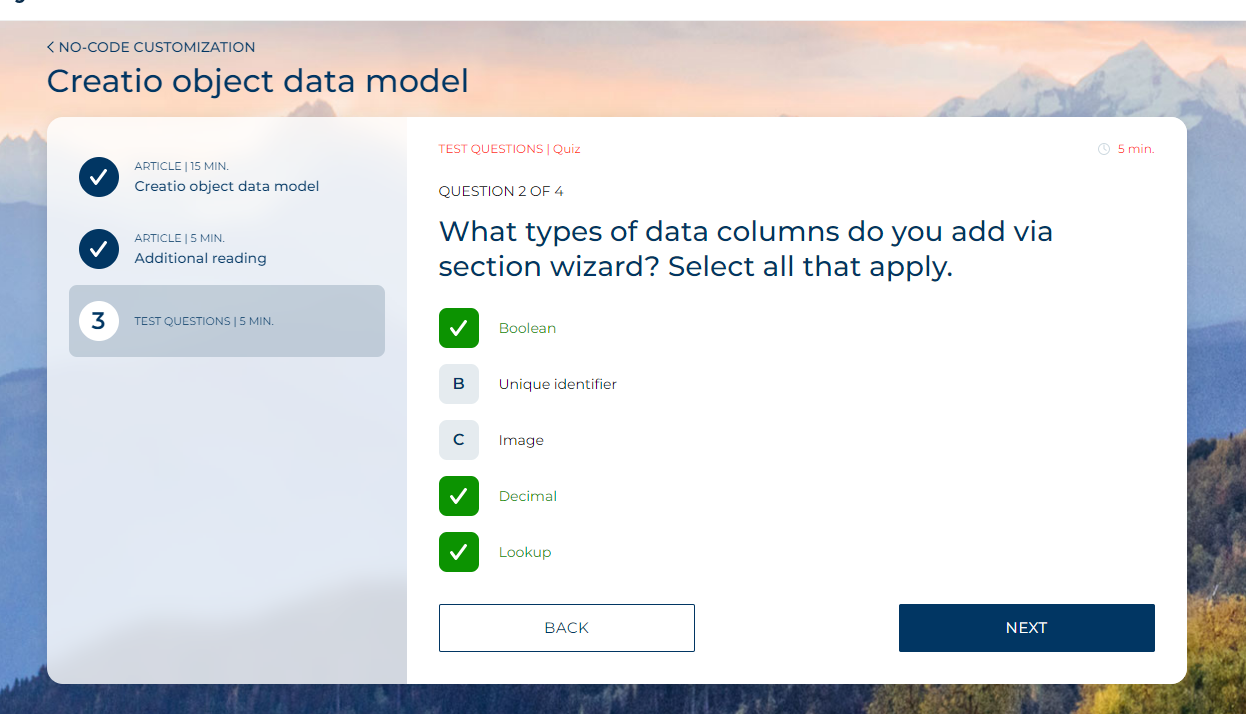 NO-CODE CUSTOMIZATION
Creatio object data model
ARTICLE | 15 MIN.
Creatio object data model
ARTICLE | 5 MIN.
Additional reading
3
TEST QUESTIONS | 5 MIN.
TEST QUESTIONS | Quiz
5 min.
QUESTION 2 OF 4
What types of data columns do you add via
section wizard? Select all that apply.
Boolean
B Unique identifier
C Image
Decimal
Lookup
BACK
NEXT